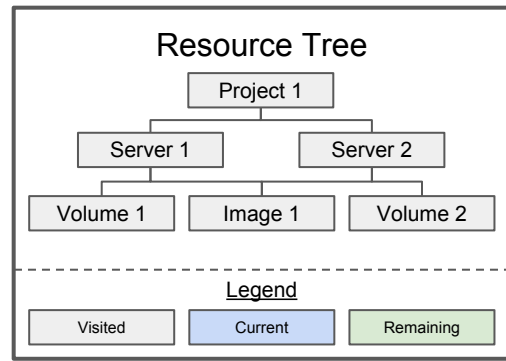 Resource Tree
Project 1
Server 1 Server 2
Volume 1 Image 1 Volume 2
Legend
Visited Current Remaining